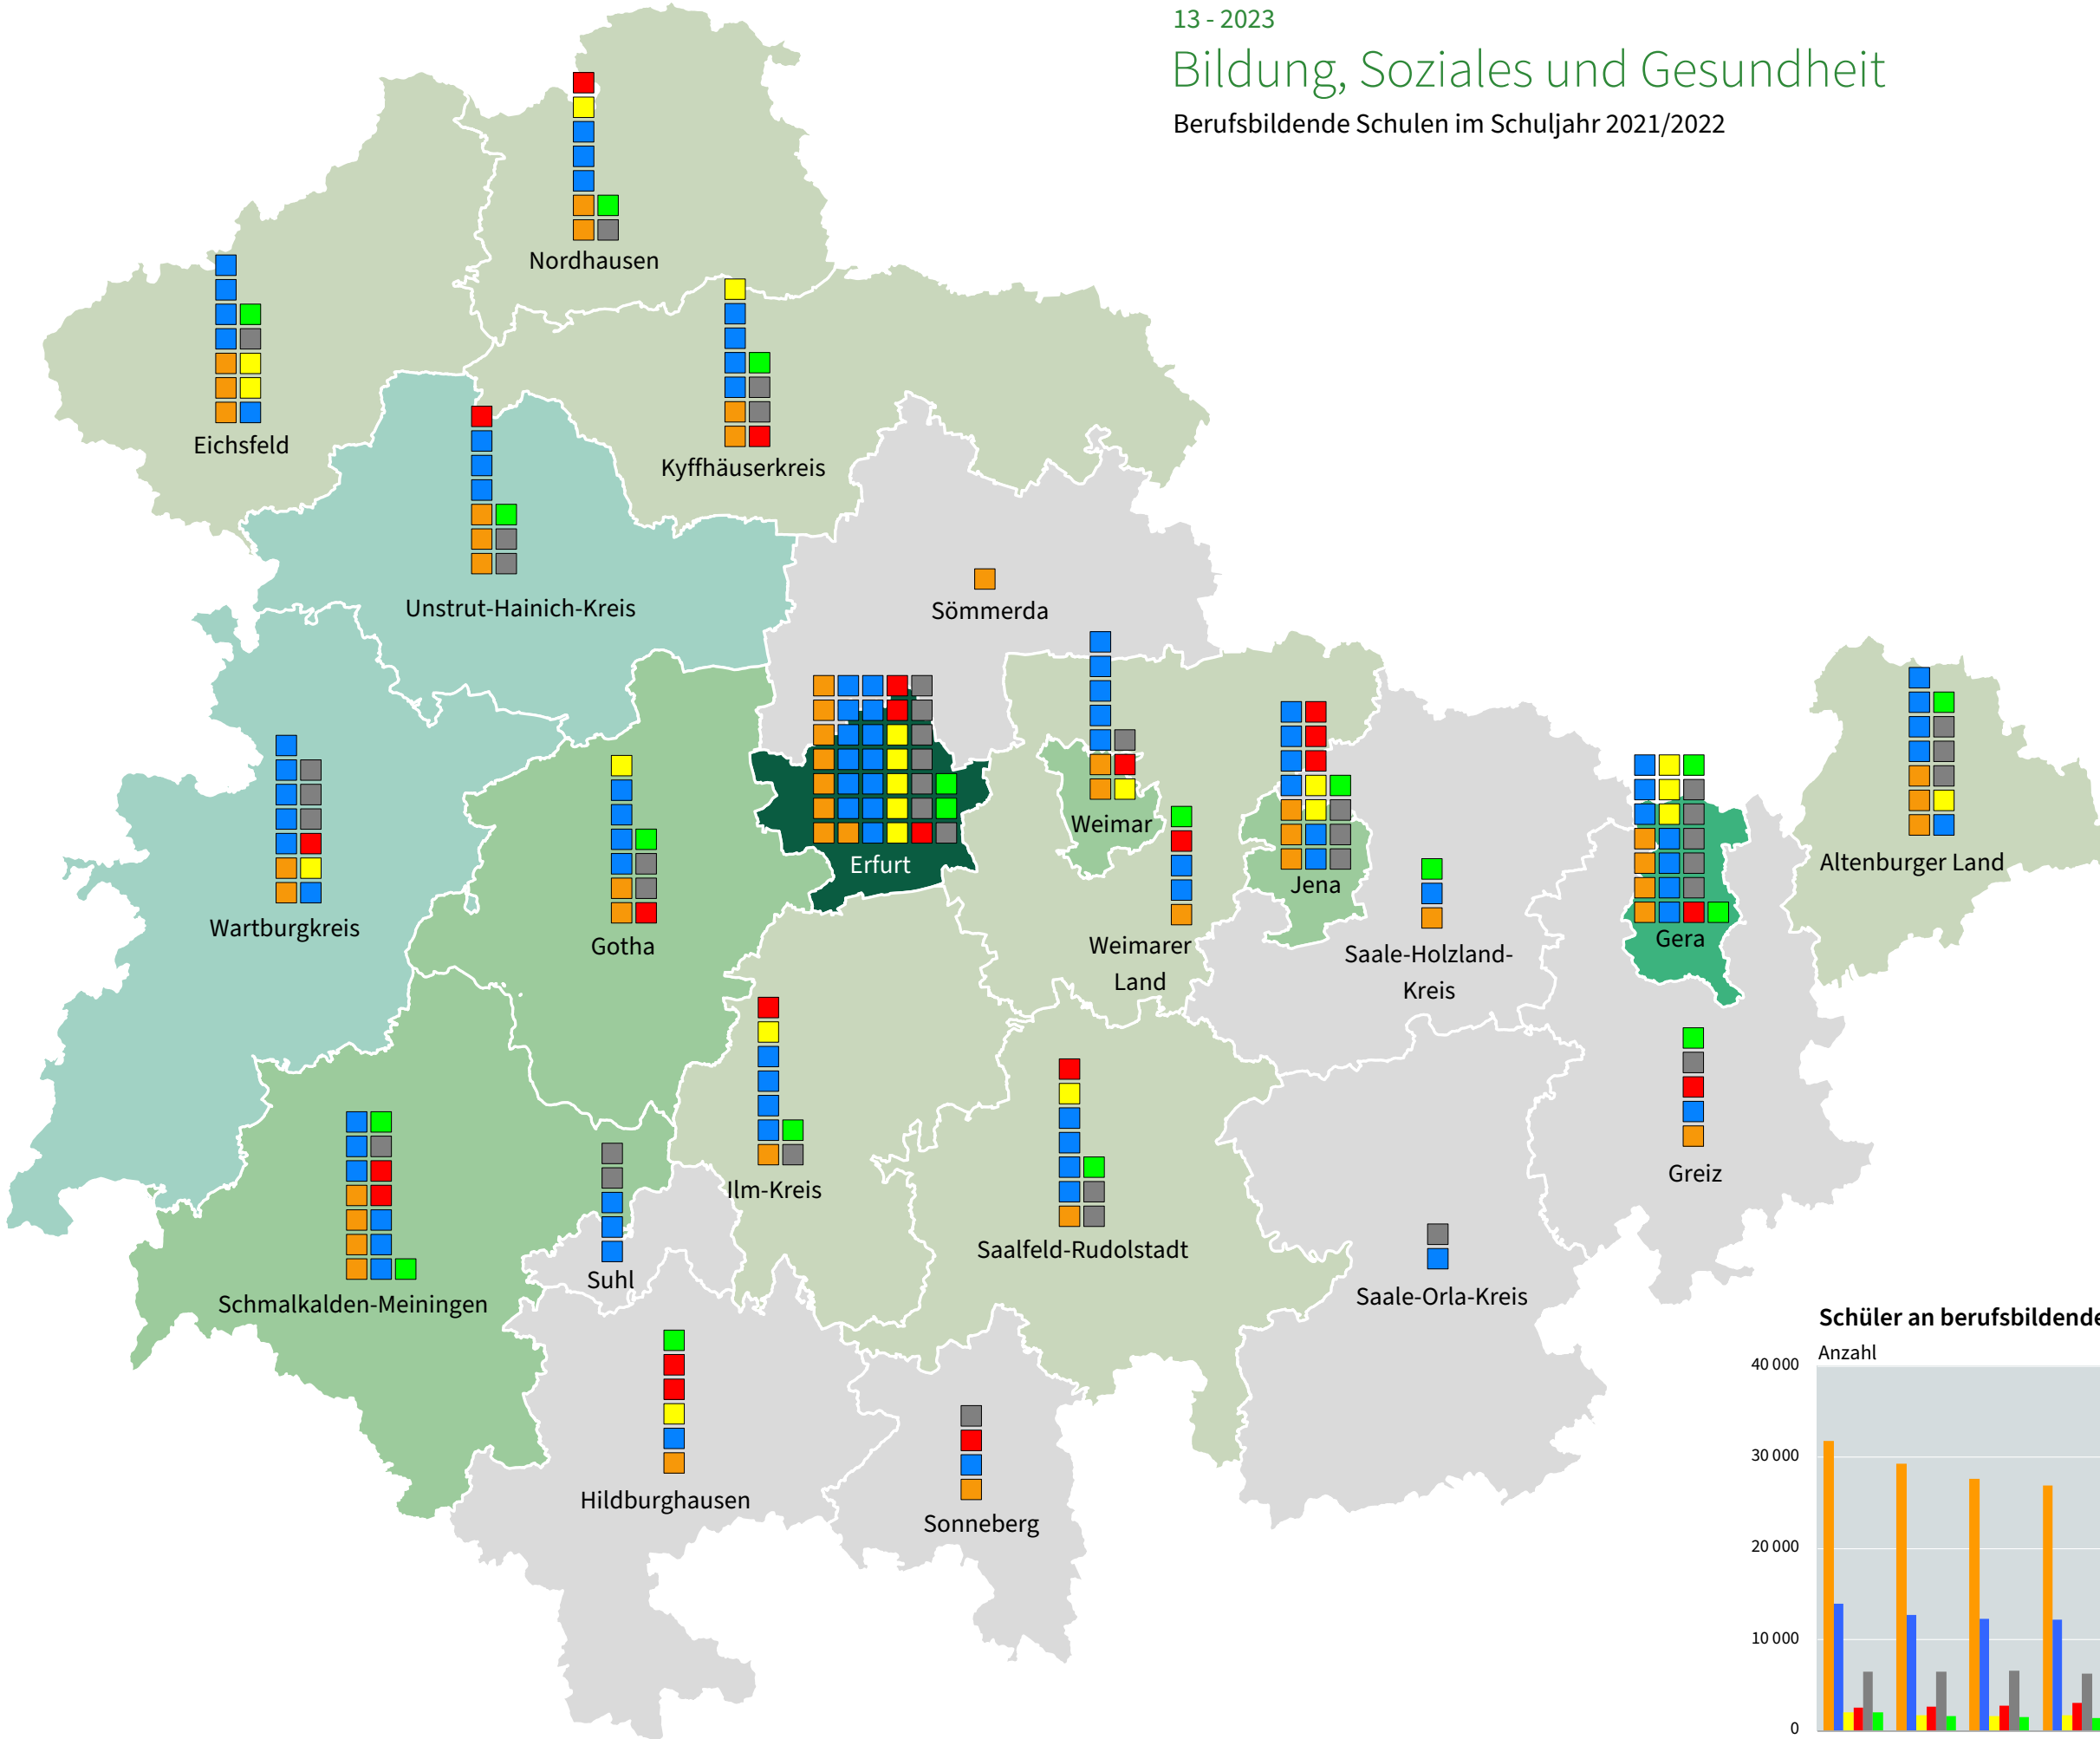 13 - 2023
Bildung, Soziales und Gesundheit
Berufsbildende Schulen im Schuljahr 2021/2022
Nordhausen
Eichsfeld
Kyffhäuserkreis
Unstrut-Hainich-Kreis
Sömmerda
Weimar
Erfurt
Altenburger Land
Jena
Wartburgkreis
Gotha
Weimarer
Land
Saale-Holzland-
Kreis
Gera
Greiz
Ilm-Kreis
Saalfeld-Rudolstadt
Suhl
Schmalkalden-Meiningen
Saale-Orla-Kreis
Hildburghausen
Sonneberg
Schüler an berufsbildende
Anzahl
40 000
30 000
20 000
10 000
0